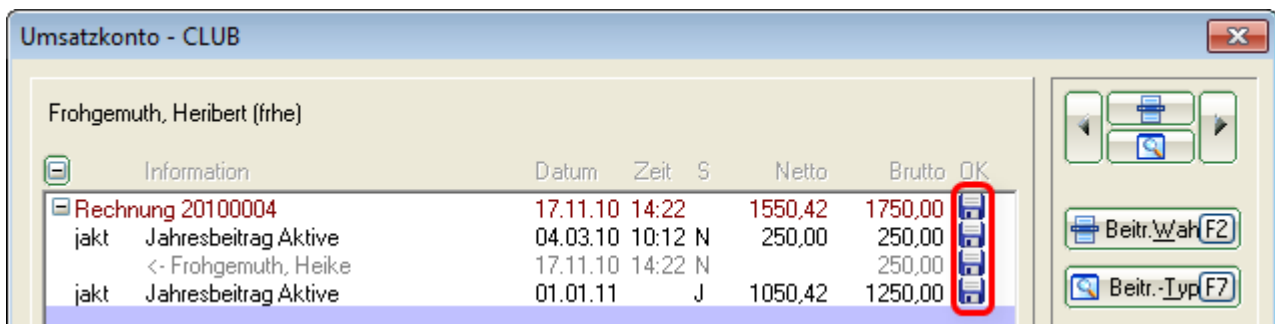 Umsatzkonto - CLUB
Frohgemuth, Heribert (frhe)
Information Datum Zeit S Netto Brutto OK
Rechnung 20100004 17.11.10 14:22 1550,42 1750,00
jakt Jahresbeitrag Aktive 04.03.10 10:12 N 250,00 250,00
<- Frohgemuth, Heike 17.11.10 14:22 N 250,00
jakt Jahresbeitrag Aktive 01.01.11 J 1050,42 1250,00
Beitr.Wah F2
Beitr.-Typ F7